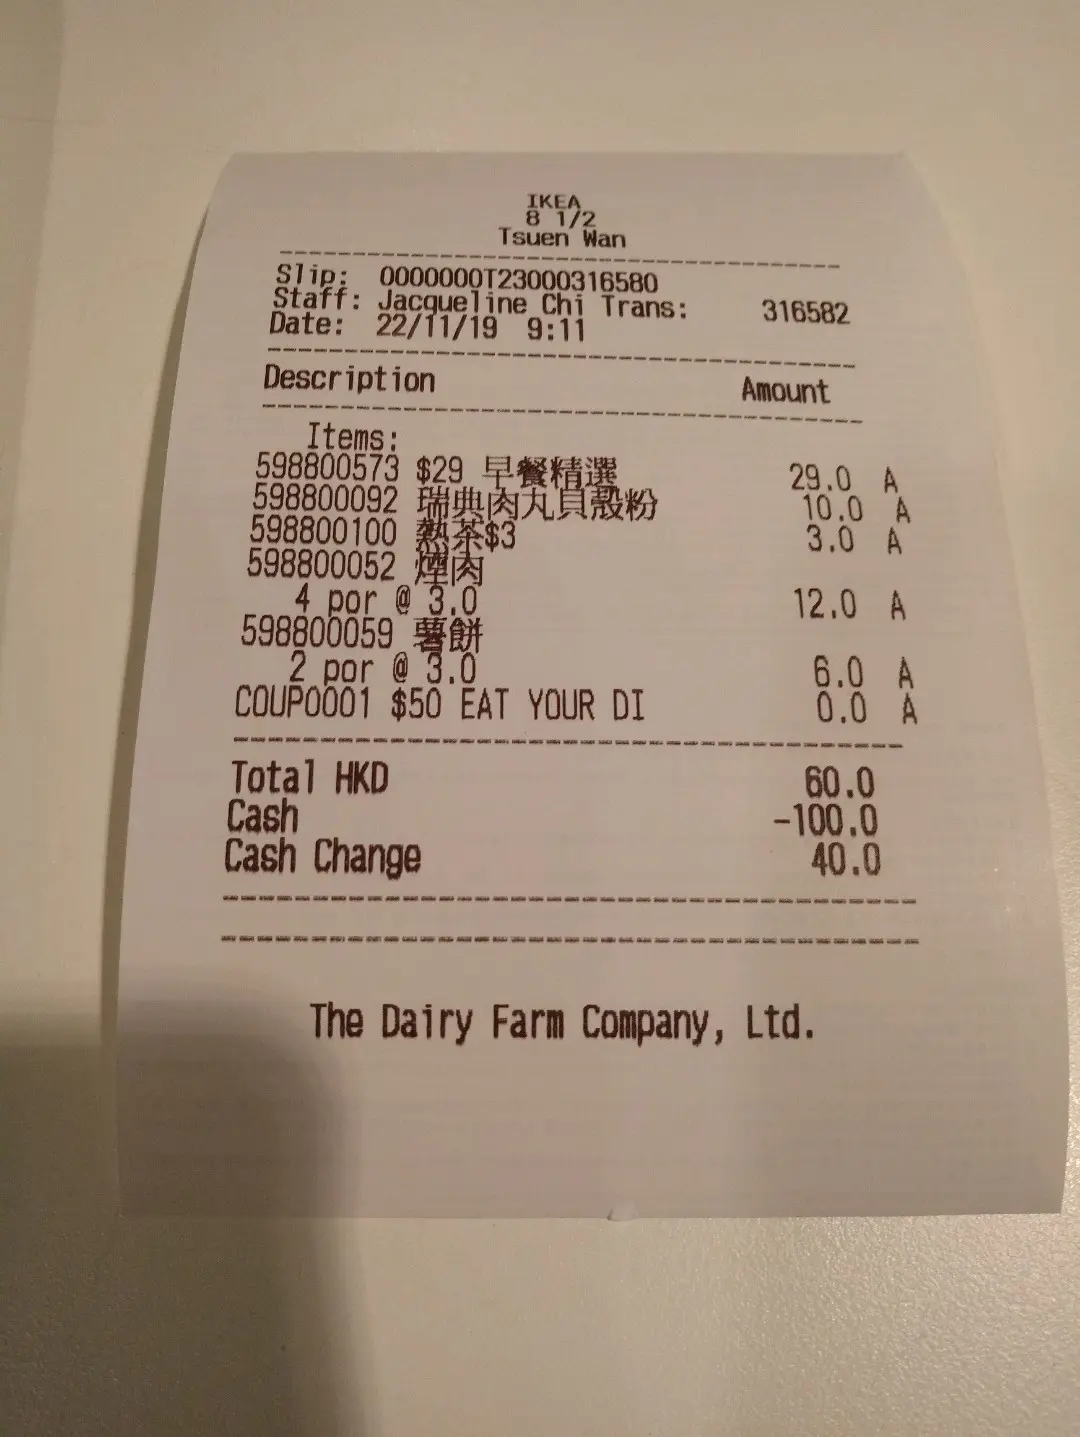 IKEA
8 1/2
Tsuen Wan
Slip: 0000000T23000316580
Staff: Jacqueline Chi Trans: 316582
Date: 22/11/19 9:11
Description Amount
Items:
598800573 $29 早餐精選 29.0 A
598800092 瑞典肉丸貝殼粉 10.0 A
598800100 熱茶$3 3.0 A
598800052 煙肉
4 por @ 3.0 12.0 A
598800059 薯餅
2 por @ 3.0 6.0 A
COUP0001 $50 EAT YOUR DI 0.0 A
Total HKD 60.0
Cash -100.0
Cash Change 40.0
The Dairy Farm Company, Ltd.